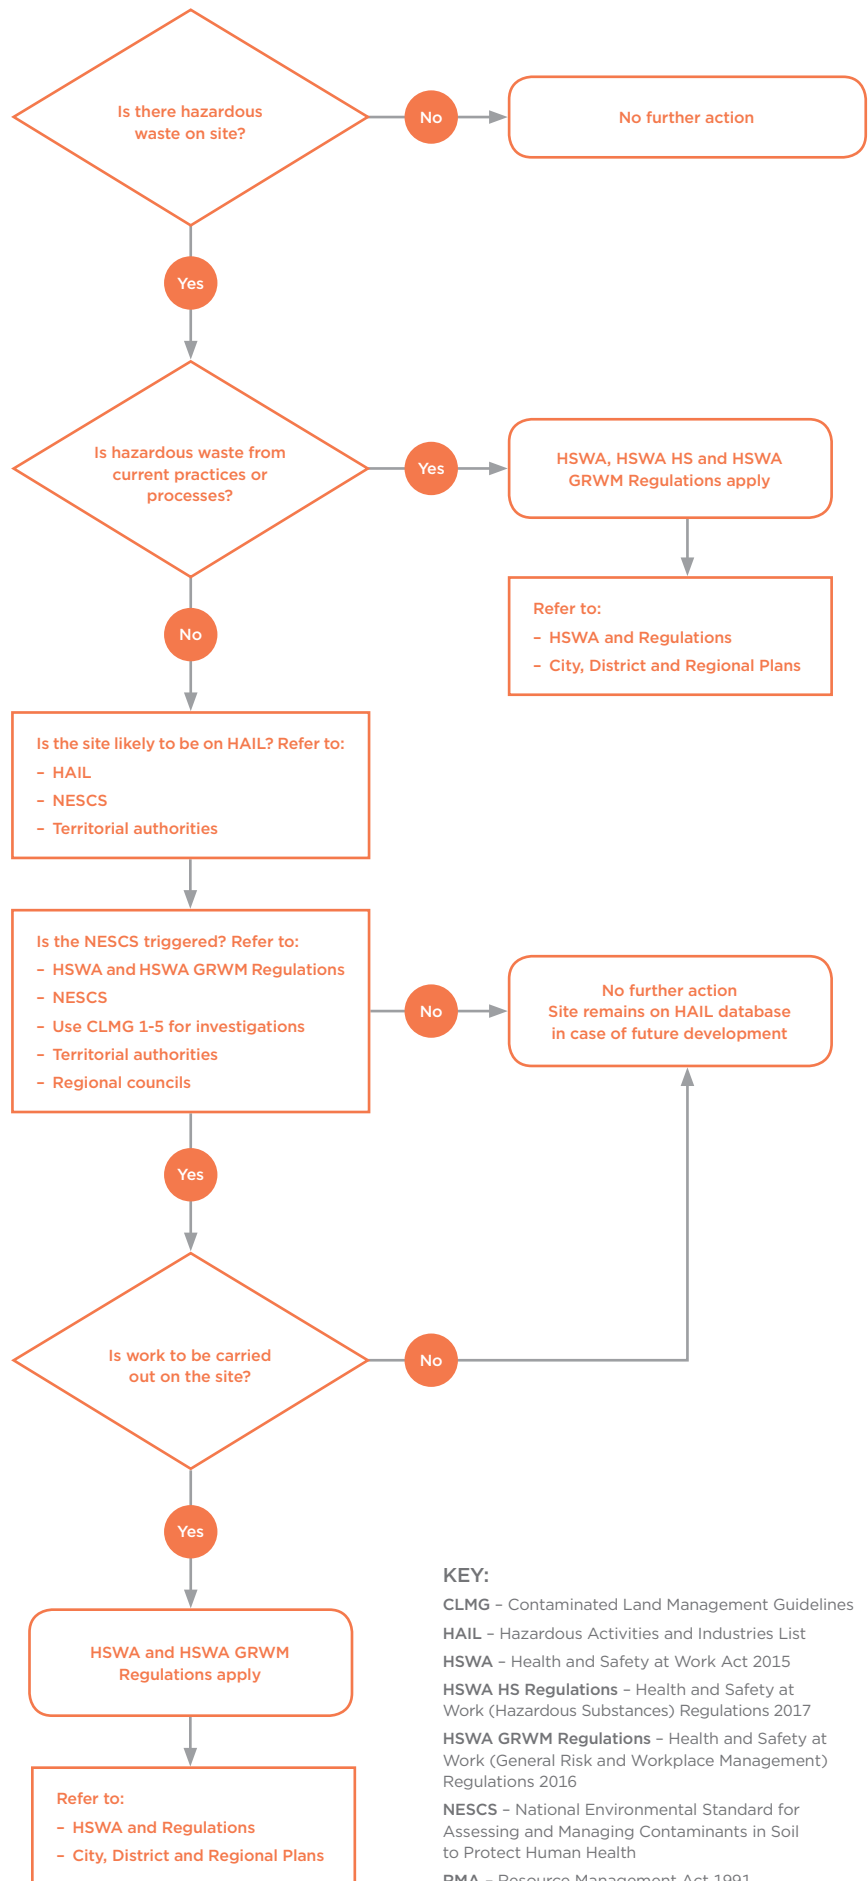 Is there hazardous
waste on site?
No
No further action
Yes
Is hazardous waste from
current practices or
processes?
Yes
HSWA, HSWA HS and HSWA
GRWM Regulations apply
Refer to:
– HSWA and Regulations
– City, District and Regional Plans
No
Is the site likely to be on HAIL? Refer to:
– HAIL
– NESCS
– Territorial authorities
Is the NESCS triggered? Refer to:
– HSWA and HSWA GRWM Regulations
– NESCS
– Use CLMG 1-5 for investigations
– Territorial authorities
– Regional councils
No
No further action
Site remains on HAIL database
in case of future development
Yes
Is work to be carried
out on the site?
No
Yes
HSWA and HSWA GRWM
Regulations apply
Refer to:
– HSWA and Regulations
– City, District and Regional Plans
KEY:
CLMG – Contaminated Land Management Guidelines
HAIL – Hazardous Activities and Industries List
HSWA – Health and Safety at Work Act 2015
HSWA HS Regulations – Health and Safety at
Work (Hazardous Substances) Regulations 2017
HSWA GRWM Regulations – Health and Safety at
Work (General Risk and Workplace Management)
Regulations 2016
NESCS – National Environmental Standard for
Assessing and Managing Contaminants in Soil
to Protect Human Health
RMA – Resource Management Act 1991